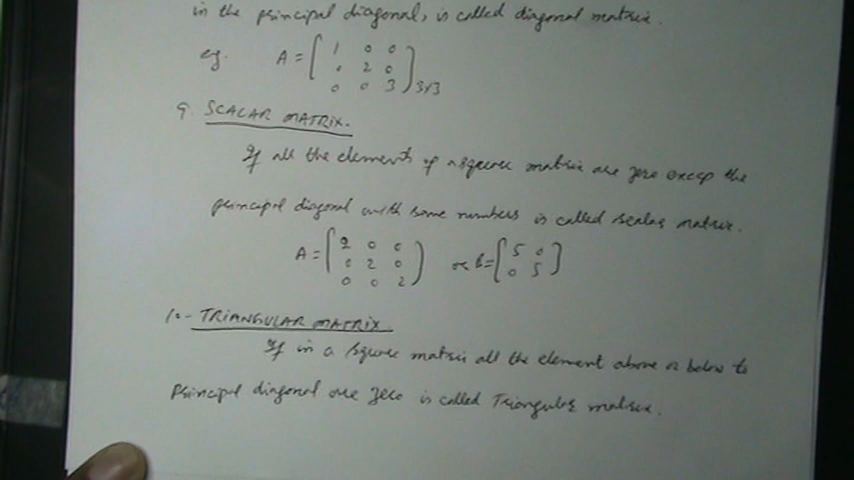 in the principal diagonal, is called diagonal matrix.
eg. A = [ 1 0 0
0 2 0
0 0 3 ] 3x3
9. SCALAR MATRIX.
If all the elements of a square matrix are zero except the
principal diagonal with same numbers is called scalar matrix.
A = [ 2 0 0
0 2 0
0 0 2 ] or B = [ 5 0
0 5 ]
10- TRIANGULAR MATRIX.
If in a square matrix all the element above or below to
Principal diagonal are zero is called Triangular matrix.